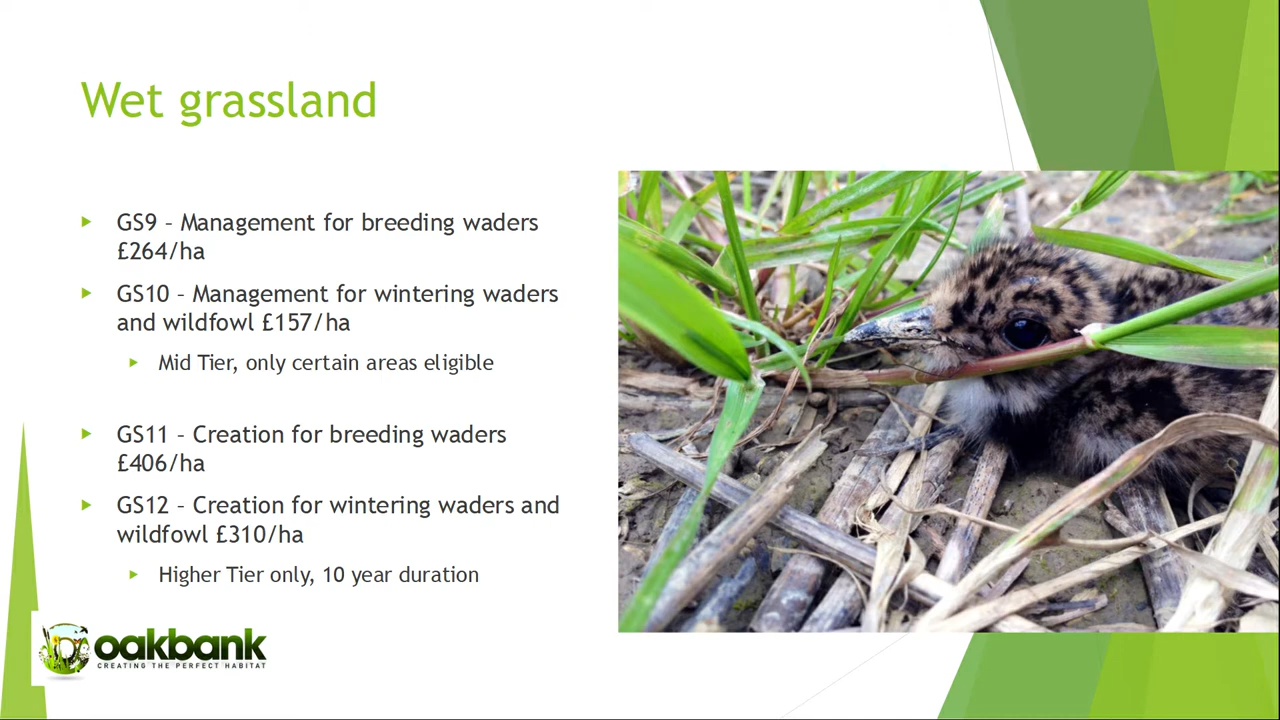 Wet grassland
GS9 – Management for breeding waders
£264/ha
GS10 – Management for wintering waders
and wildfowl £157/ha
Mid Tier, only certain areas eligible
GS11 – Creation for breeding waders
£406/ha
GS12 – Creation for wintering waders and
wildfowl £310/ha
Higher Tier only, 10 year duration
oakbank
CREATING THE PERFECT HABITAT